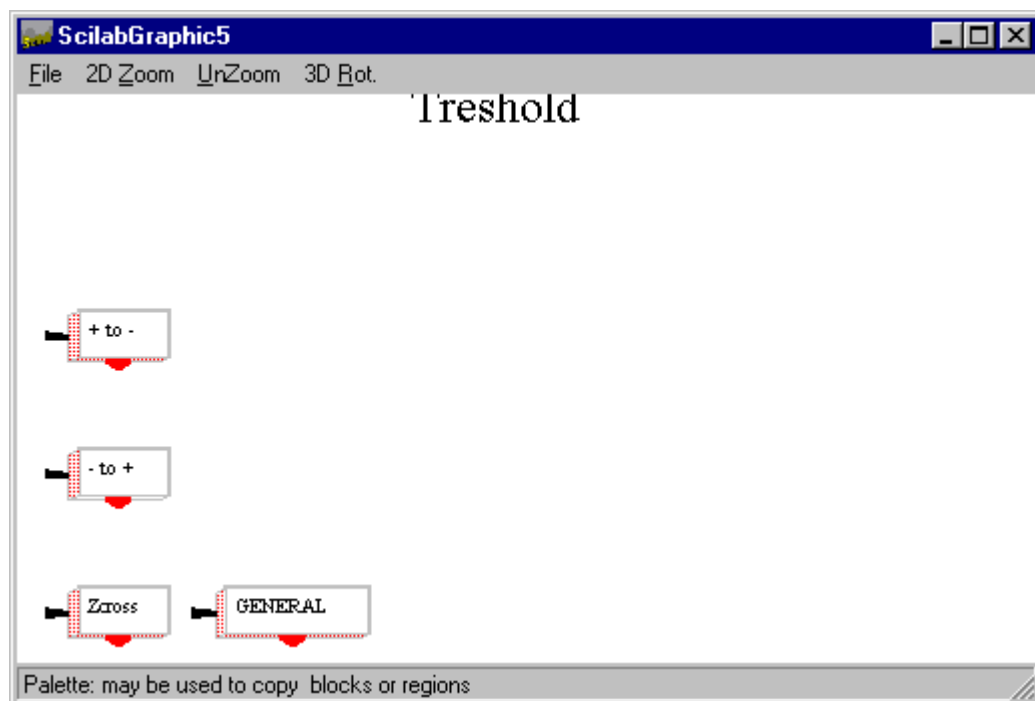 ScilabGraphic5
File 2D Zoom UnZoom 3D Rot.
Treshold
+ to -
- to +
Zcross GENERAL
Palette: may be used to copy blocks or regions